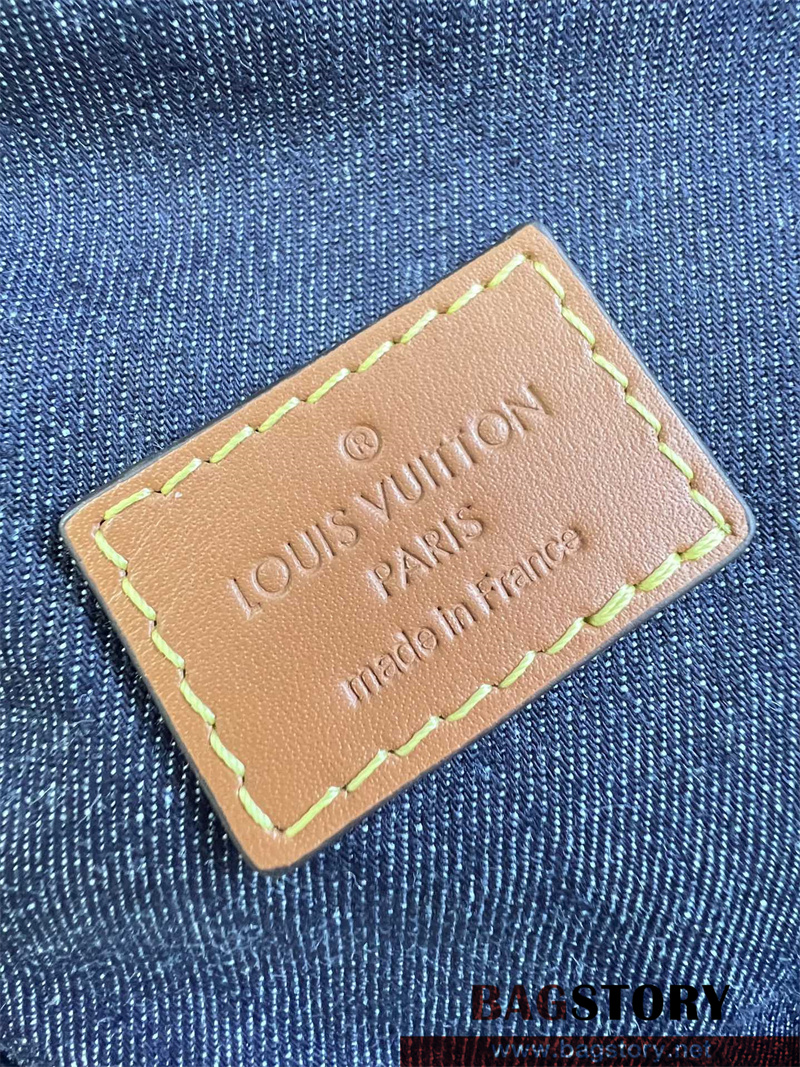 ®
LOUIS VUITTON
PARIS
made in France
BAGSTORY
www.bagstory.net